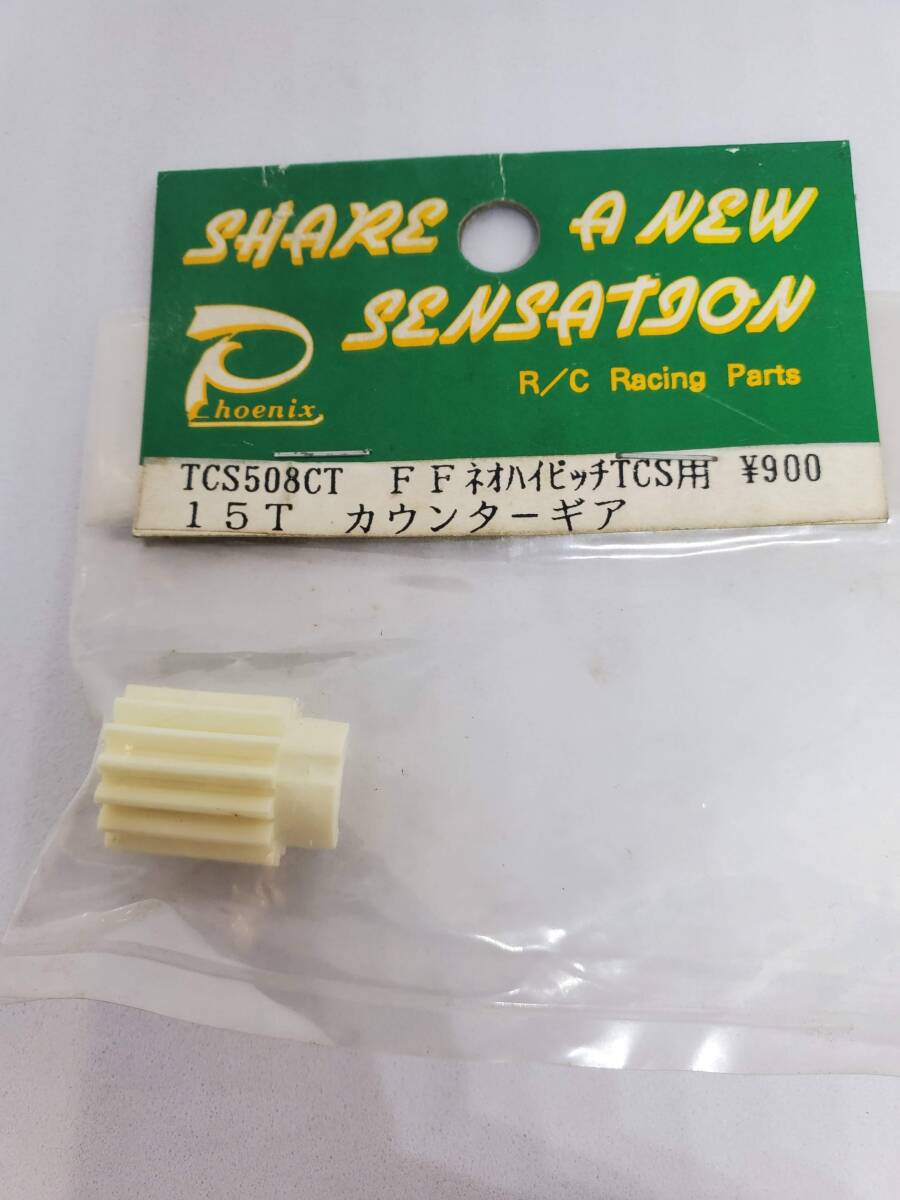 SHARE A NEW
SENSATION
Phoenix
R/C Racing Parts
TCS508CT ＦＦネオハイピッチTCS用 ¥900
１５Ｔ カウンターギア